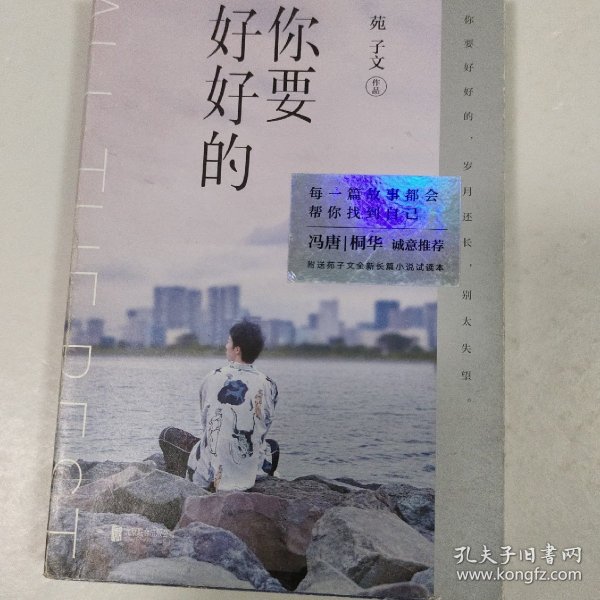 你要
好好的
苑子文
作品
你要好好的，岁月还长，别太失望。
每一篇故事都会
帮你找到自己
冯唐|桐华 诚意推荐
附送苑子文全新长篇小说试读本
ALL THE BEST
孔夫子旧书网
www.kongfz.com